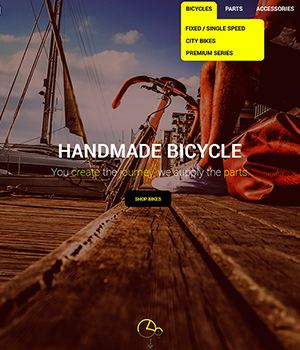 BICYCLES PARTS ACCESSORIES
FIXED / SINGLE SPEED
CITY BIKES
PREMIUM SERIES
HANDMADE BICYCLE
You create the journey, we supply the parts.
SHOP BIKES